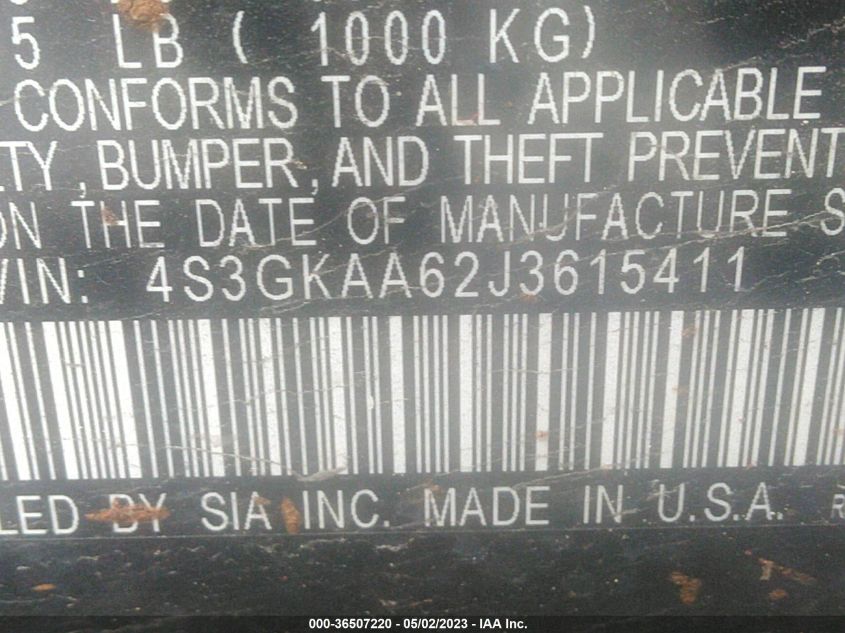 5 LB ( 1000 KG)
CONFORMS TO ALL APPLICABLE
TY, BUMPER, AND THEFT PREVENT
ON THE DATE OF MANUFACTURE S
VIN: 4S3GKAA62J3615411
LED BY SIA INC. MADE IN U.S.A. R
000-36507220 - 05/02/2023 - IAA Inc.